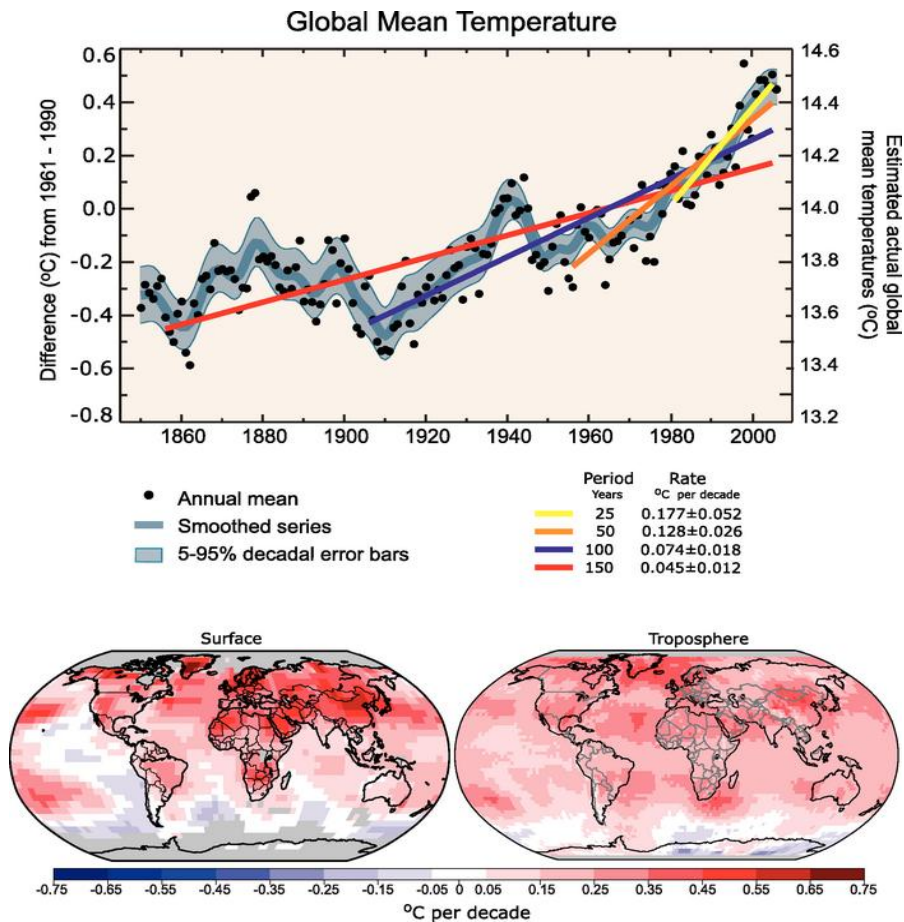 Global Mean Temperature
Difference (ºC) from 1961 - 1990
0.6
0.4
0.2
0.0
-0.2
-0.4
-0.6
-0.8
14.6
14.4
14.2
14.0
13.8
13.6
13.4
13.2
Estimated actual global
mean temperatures (ºC)
1860 1880 1900 1920 1940 1960 1980 2000
Annual mean
Smoothed series
5-95% decadal error bars
Period Rate
Years ºC per decade
25 0.177±0.052
50 0.128±0.026
100 0.074±0.018
150 0.045±0.012
Surface
Troposphere
-0.75 -0.65 -0.55 -0.45 -0.35 -0.25 -0.15 -0.05 0 0.05 0.15 0.25 0.35 0.45 0.55 0.65 0.75
ºC per decade